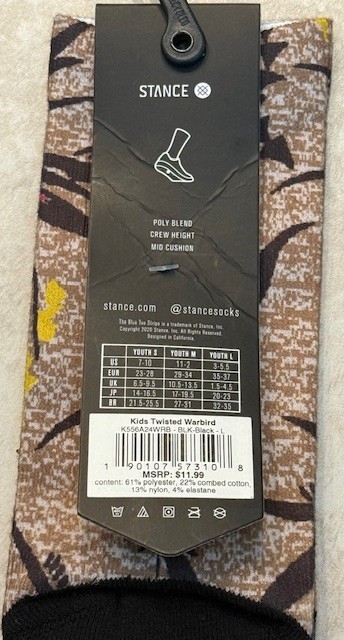 STANCE
POLY BLEND
CREW HEIGHT
MID CUSHION
stance.com @stancesocks
The Blue Toe Stripe is a trademark of Stance, Inc.
Copyright 2020 Stance, Inc. All Rights Reserved.
Designed in California.
YOUTH S YOUTH M YOUTH L
US 7-10 11-2 3-5.5
EUR 23-28 29-34 35-37
UK 6.5-9.5 10.5-13.5 1.5-4.5
JP 14-16.5 17-19.5 20-23
BR 21.5-25.5 27-31 32-35
Kids Twisted Warbird
K556A24WRB - BLK-Black - L
1 90107 57310 8
MSRP: $11.99
content: 61% polyester, 22% combed cotton,
13% nylon, 4% elastane